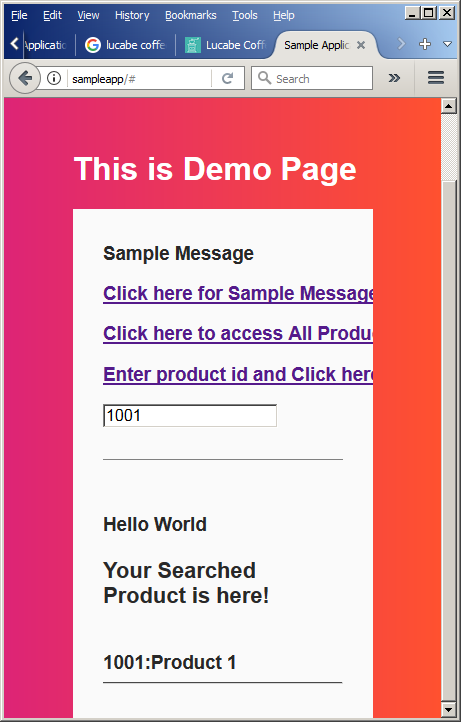 File Edit View History Bookmarks Tools Help
Applicatio lucabe coffe Lucabe Coff Sample Applic
sampleapp/# Search
This is Demo Page
Sample Message
Click here for Sample Message
Click here to access All Produ
Enter product id and Click here
1001
Hello World
Your Searched
Product is here!
1001:Product 1